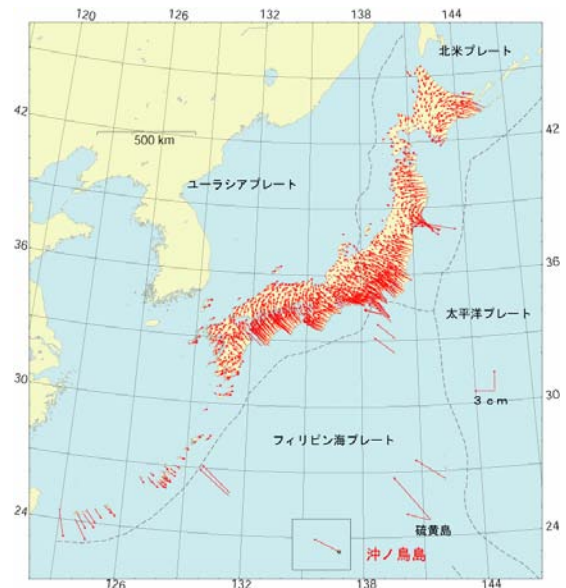 120 126 132 138 144
北米プレート
42 42
500 km
ユーラシアプレート
36 36
太平洋プレート
30 30
3 cm
フィリピン海プレート
硫黄島
24 24
沖ノ鳥島
126 132 138 144